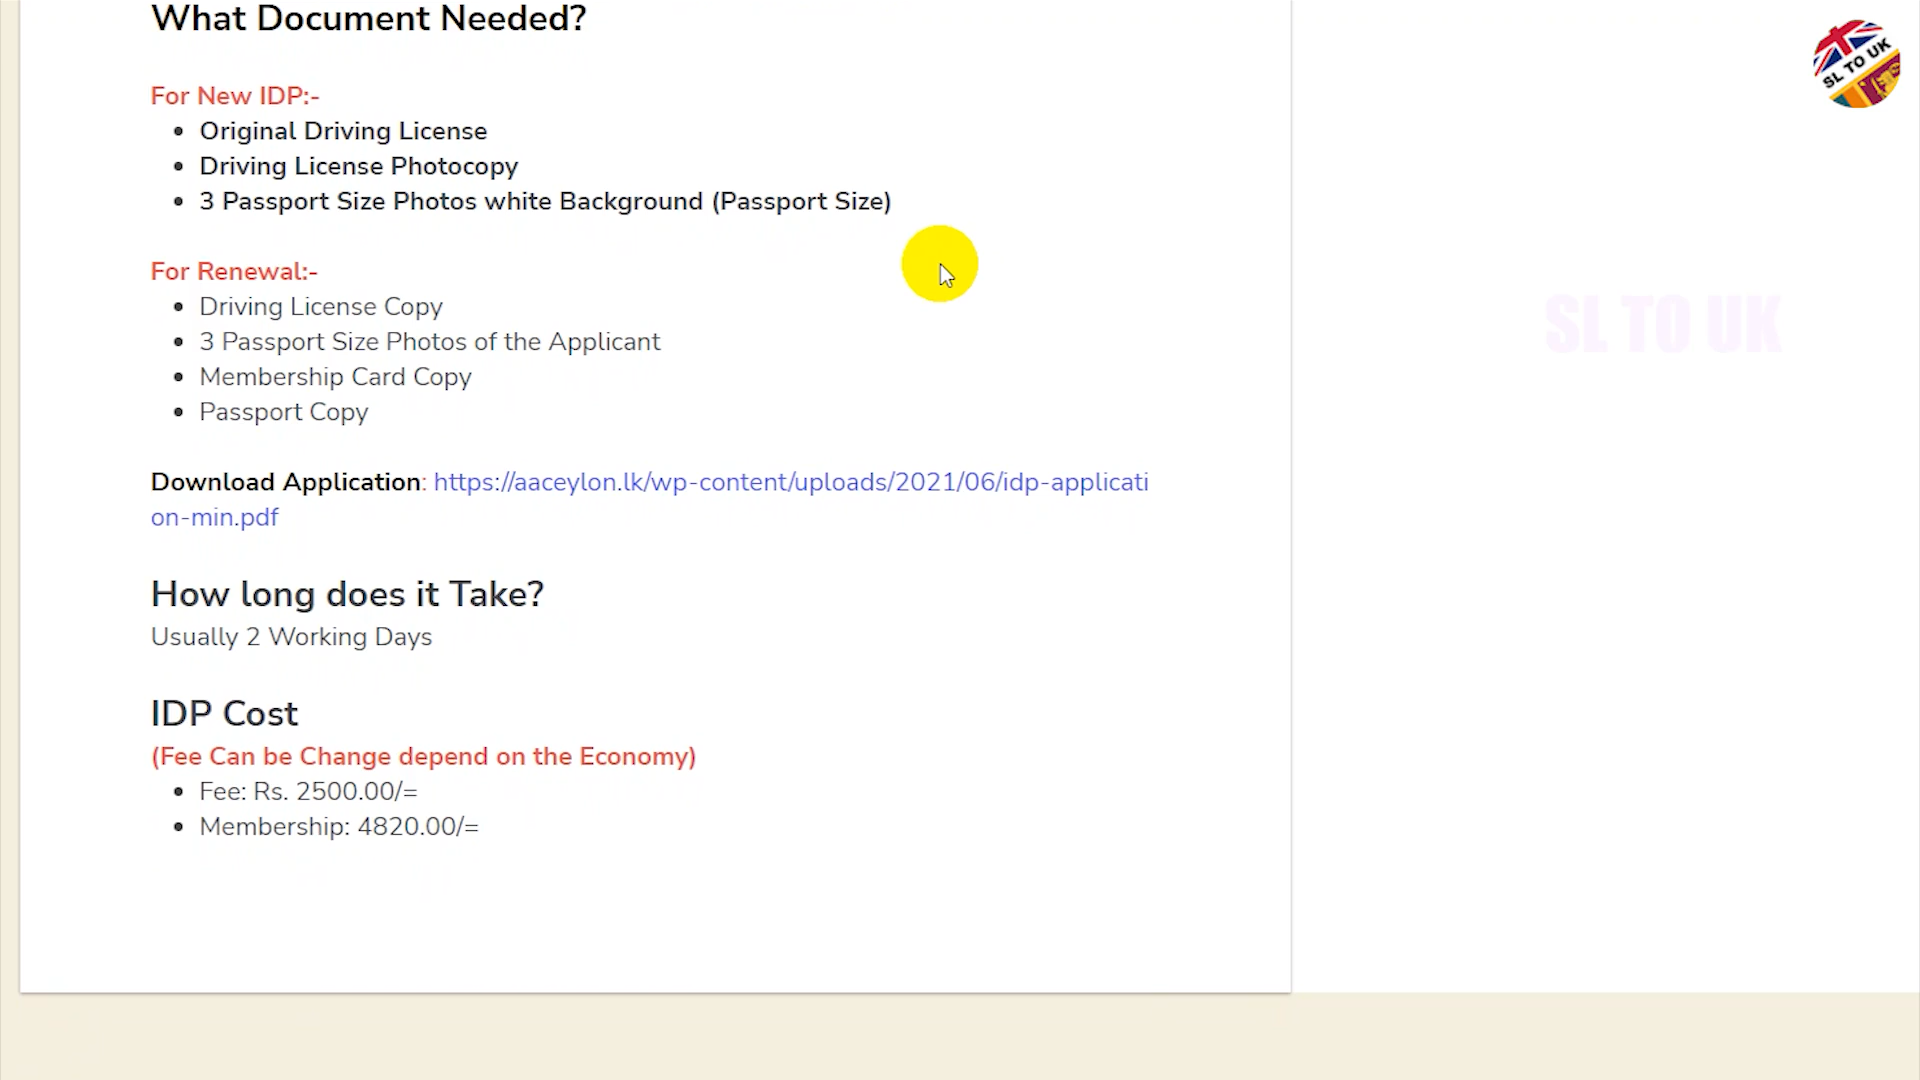 What Document Needed?
SL TO UK
For New IDP:-
Original Driving License
Driving License Photocopy
3 Passport Size Photos white Background (Passport Size)
For Renewal:-
Driving License Copy
3 Passport Size Photos of the Applicant
SL TO UK
Membership Card Copy
Passport Copy
Download Application: https://aaceylon.lk/wp-content/uploads/2021/06/idp-applicati
on-min.pdf
How long does it Take?
Usually 2 Working Days
IDP Cost
(Fee Can be Change depend on the Economy)
Fee: Rs. 2500.00/=
Membership: 4820.00/=